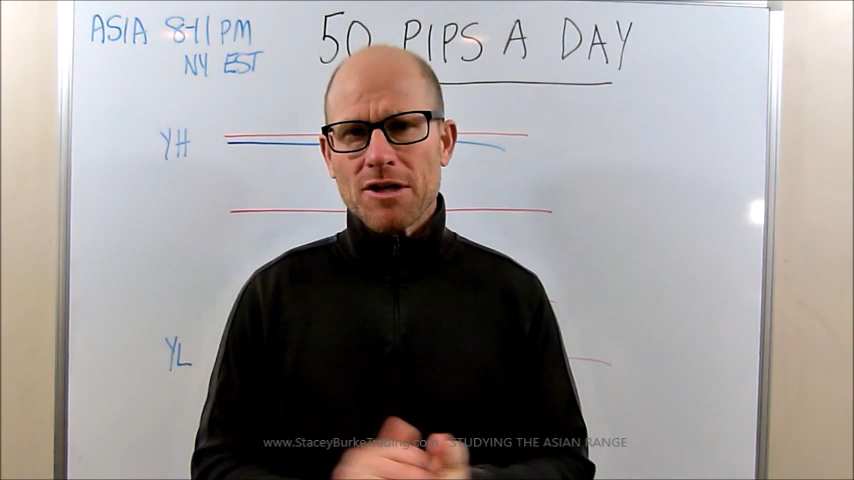 ASIA 8-11 PM
NY EST
50 PIPS A DAY
YH
YL
www.StaceyBurkeTrading.com - STUDYING THE ASIAN RANGE